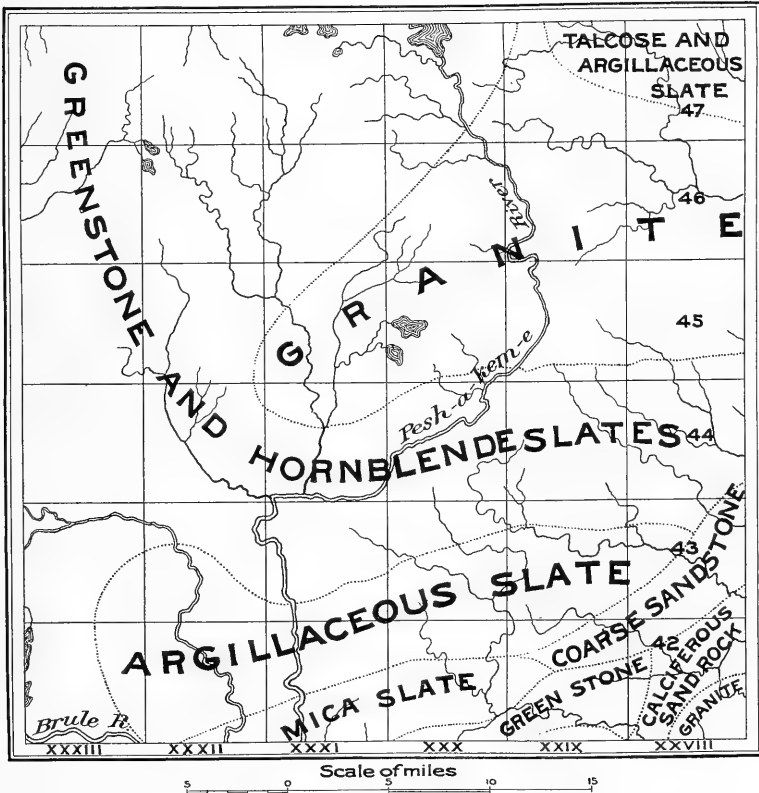 TALCOSE AND
ARGILLACEOUS
SLATE
47
GREENSTONE AND HORNBLENDE SLATES
46
River
GRANITE
45
Pesh-a-kem-e
44
43
ARGILLACEOUS SLATE
COARSE SANDSTONE
42
MICA SLATE
GREEN STONE
CALCIFEROUS
SAND ROCK
GRANITE
Brule R.
XXXIII XXXII XXXI XXX XXIX XXVIII
Scale of miles
5 0 5 10 15